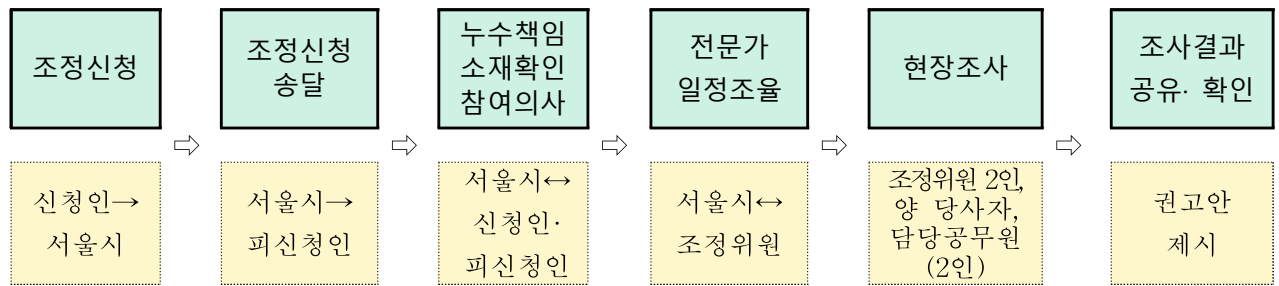 조정신청
조정신청
송달
누수책임
소재확인
참여의사
전문가
일정조율
현장조사
조사결과
공유· 확인
⇨
⇨
⇨
⇨
⇨
신청인→
서울시
서울시→
피신청인
서울시↔
신청인·
피신청인
서울시↔
조정위원
조정위원 2인,
양 당사자,
담당공무원
(2인)
권고안
제시